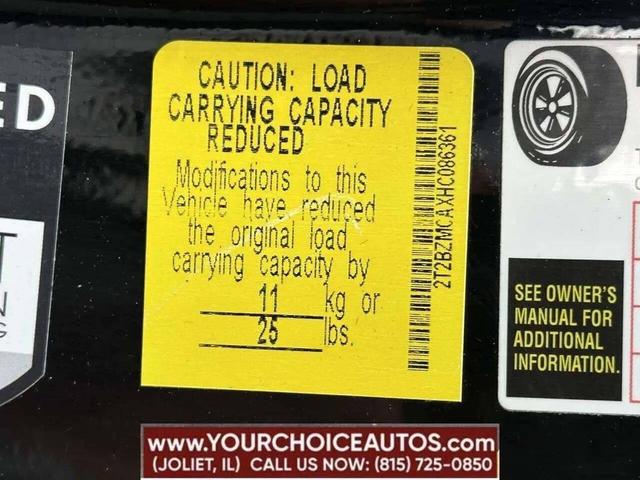 ED
T
N
G
CAUTION: LOAD
CARRYING CAPACITY
REDUCED
Modifications to this
Vehicle have reduced
the original load
carrying capacity by
11 kg or
25 lbs.
2T2BZMCAXHC086361
SEE OWNER'S
MANUAL FOR
ADDITIONAL
INFORMATION.
www.YOURCHOICEAUTOS.com
(JOLIET, IL) CALL US NOW: (815) 725-0850